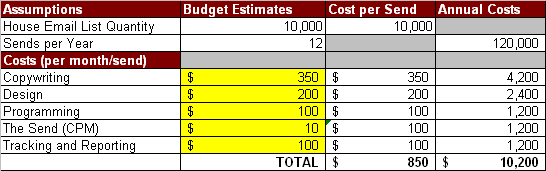 Assumptions Budget Estimates Cost per Send Annual Costs
House Email List Quantity 10,000 10,000
Sends per Year 12 120,000
Costs (per month/send)
Copywriting $ 350 $ 350 4,200
Design $ 200 $ 200 2,400
Programming $ 100 $ 100 1,200
The Send (CPM) $ 10 $ 100 1,200
Tracking and Reporting $ 100 $ 100 1,200
TOTAL $ 850 $ 10,200